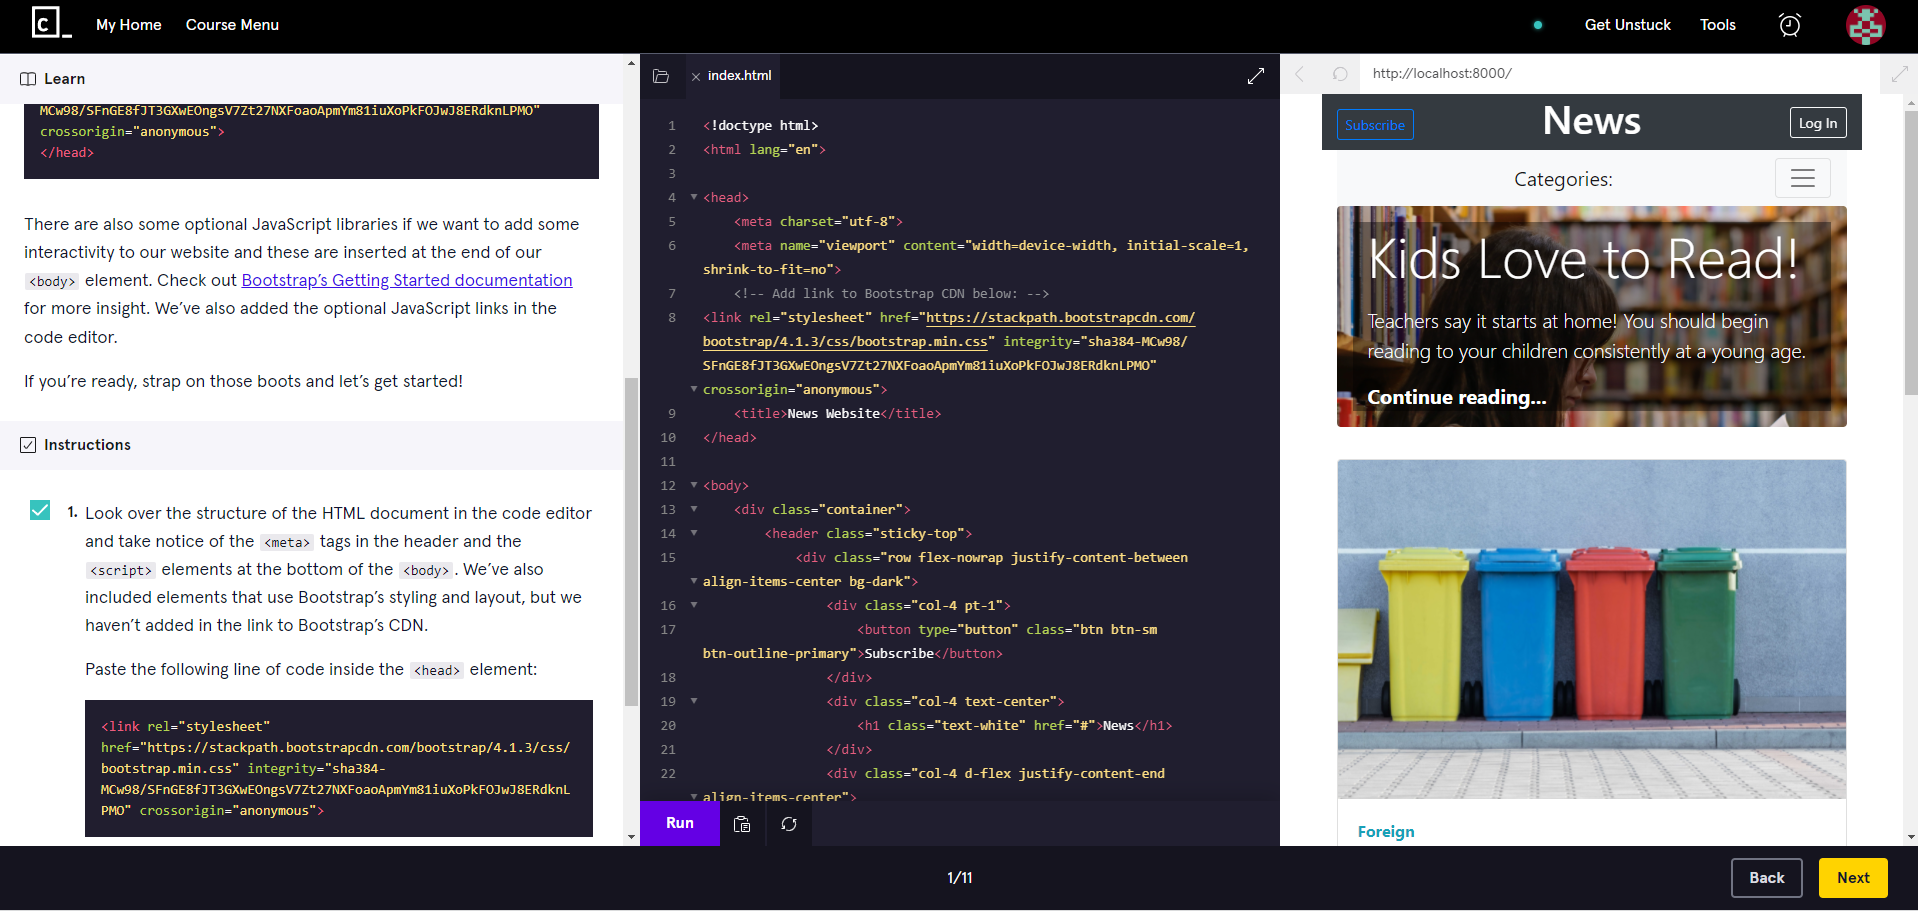 C_
My Home
Course Menu
Get Unstuck
Tools
Learn
MCw98/SFnGE8fJT3GXwEOngsV7Zt27NXFoaoApmYm81iuXoPkFOJwJ8ERdknLPMO"
crossorigin="anonymous">
</head>
There are also some optional JavaScript libraries if we want to add some
interactivity to our website and these are inserted at the end of our
<body> element. Check out Bootstrap's Getting Started documentation
for more insight. We've also added the optional JavaScript links in the
code editor.
If you're ready, strap on those boots and let's get started!
Instructions
1. Look over the structure of the HTML document in the code editor
and take notice of the <meta> tags in the header and the
<script> elements at the bottom of the <body>. We've also
included elements that use Bootstrap's styling and layout, but we
haven't added in the link to Bootstrap's CDN.
Paste the following line of code inside the <head> element:
<link rel="stylesheet"
href="https://stackpath.bootstrapcdn.com/bootstrap/4.1.3/css/
bootstrap.min.css" integrity="sha384-
MCw98/SFnGE8fJT3GXwEOngsV7Zt27NXFoaoApmYm81iuXoPkFOJwJ8ERdknL
PMO" crossorigin="anonymous">
index.html
1 <!doctype html>
2 <html lang="en">
3
4 <head>
5 <meta charset="utf-8">
6 <meta name="viewport" content="width=device-width, initial-scale=1,
shrink-to-fit=no">
7 <!-- Add link to Bootstrap CDN below: -->
8 <link rel="stylesheet" href="https://stackpath.bootstrapcdn.com/
bootstrap/4.1.3/css/bootstrap.min.css" integrity="sha384-MCw98/
SFnGE8fJT3GXwEOngsV7Zt27NXFoaoApmYm81iuXoPkFOJwJ8ERdknLPMO"
crossorigin="anonymous">
9 <title>News Website</title>
10 </head>
11
12 <body>
13 <div class="container">
14 <header class="sticky-top">
15 <div class="row flex-nowrap justify-content-between
align-items-center bg-dark">
16 <div class="col-4 pt-1">
17 <button type="button" class="btn btn-sm
btn-outline-primary">Subscribe</button>
18 </div>
19 <div class="col-4 text-center">
20 <h1 class="text-white" href="#">News</h1>
21 </div>
22 <div class="col-4 d-flex justify-content-end
align-items-center">
Run
http://localhost:8000/
Subscribe
News
Log In
Categories:
Kids Love to Read!
Teachers say it starts at home! You should begin
reading to your children consistently at a young age.
Continue reading...
Foreign
1/11
Back
Next